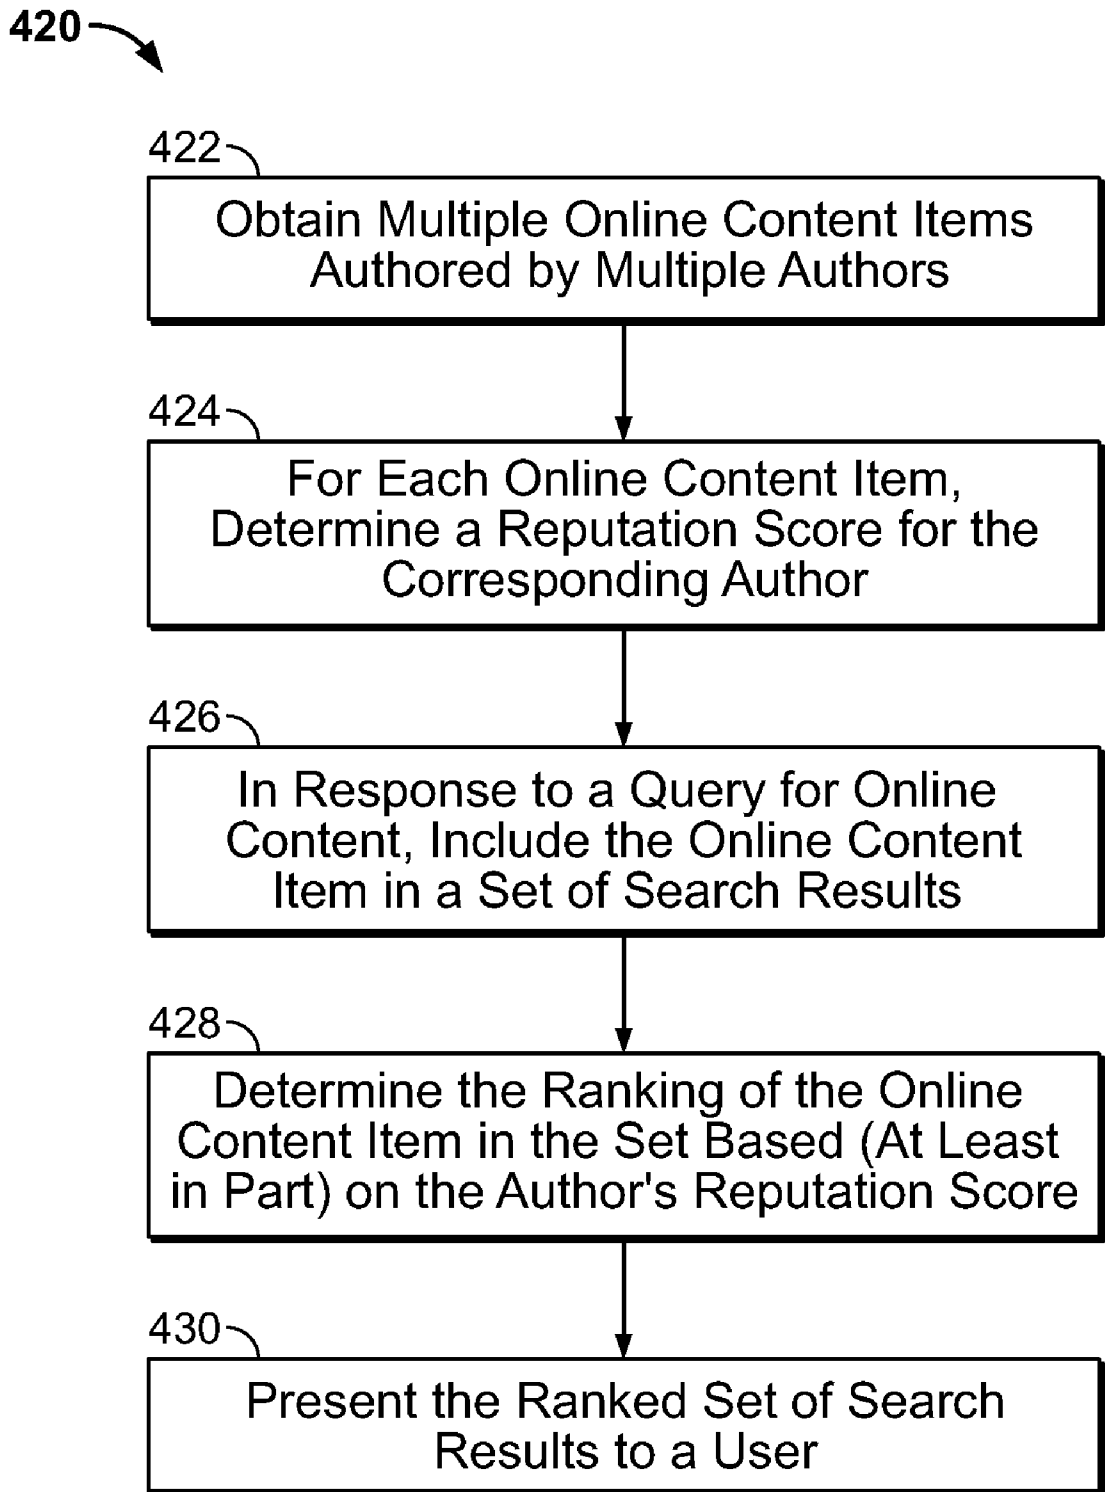 420
422
Obtain Multiple Online Content Items
Authored by Multiple Authors
424
For Each Online Content Item,
Determine a Reputation Score for the
Corresponding Author
426
In Response to a Query for Online
Content, Include the Online Content
Item in a Set of Search Results
428
Determine the Ranking of the Online
Content Item in the Set Based (At Least
in Part) on the Author's Reputation Score
430
Present the Ranked Set of Search
Results to a User